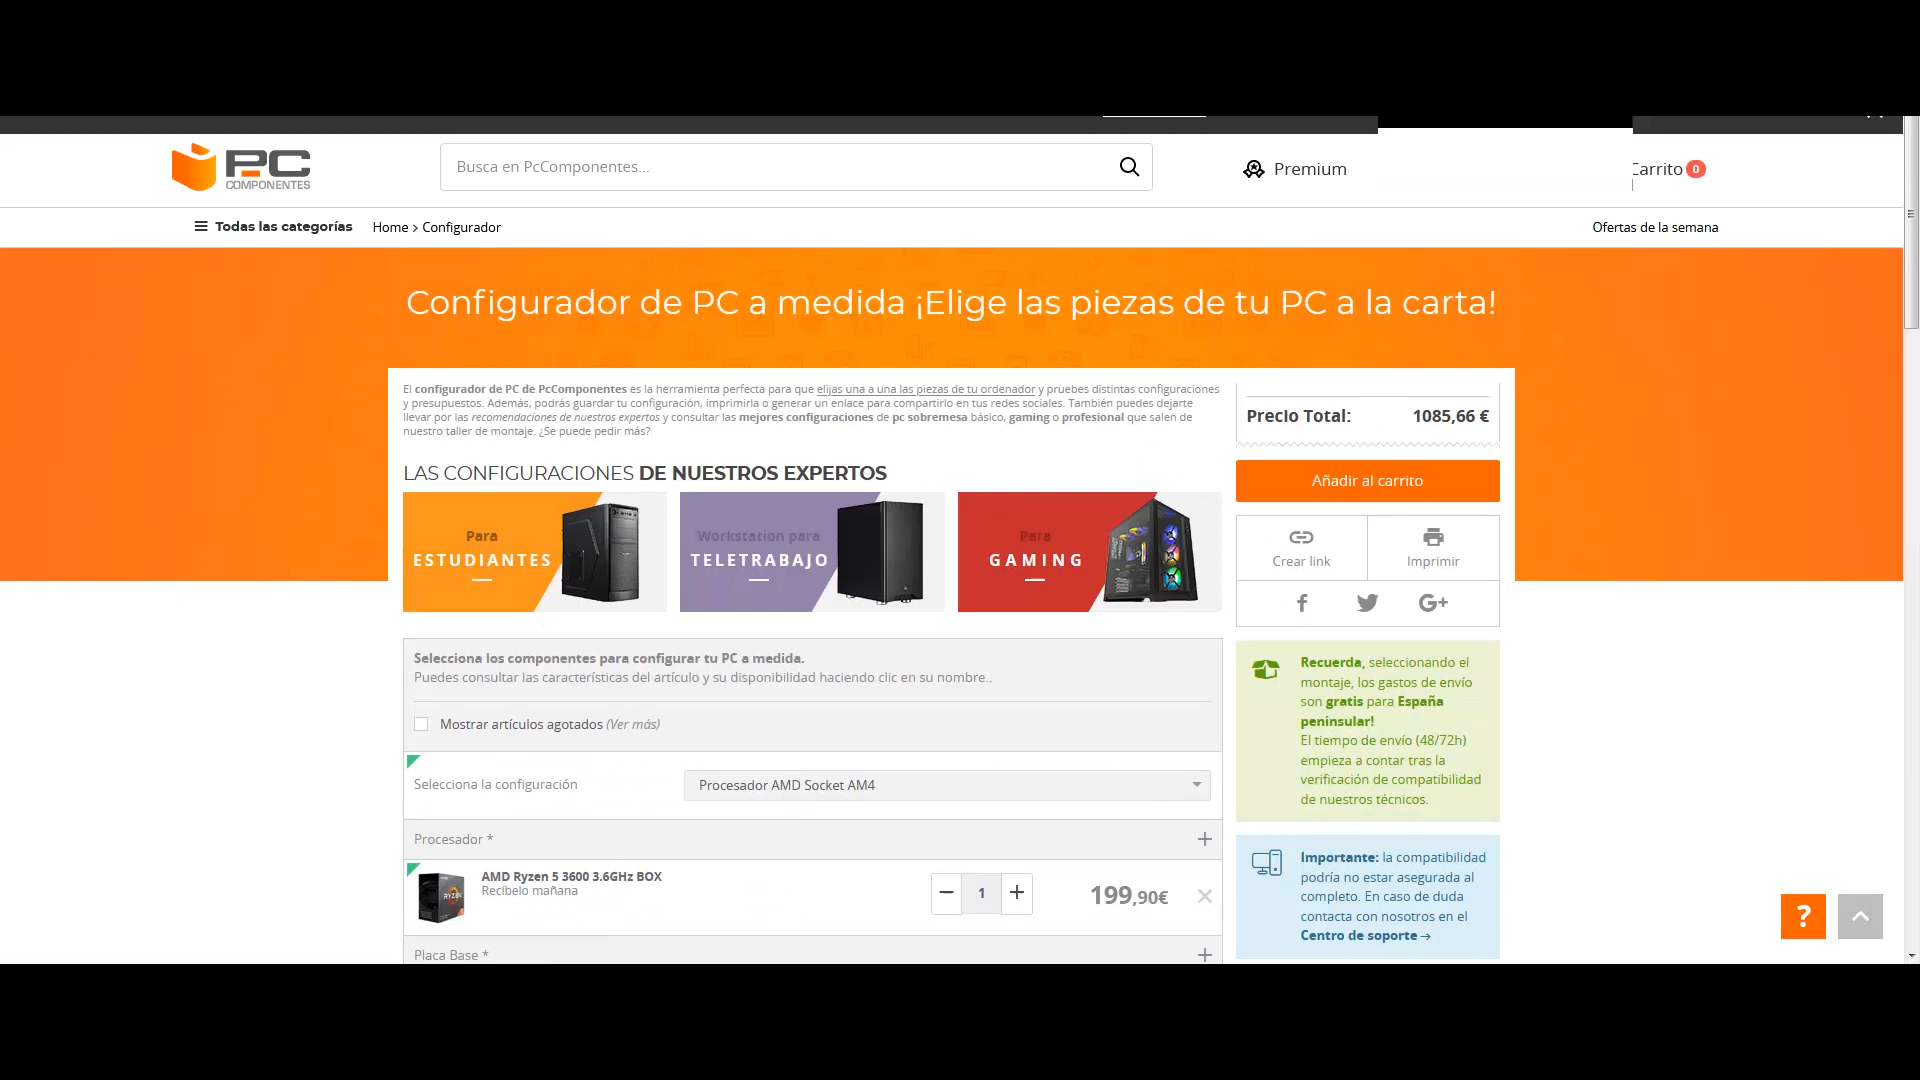 PC
COMPONENTES
Busca en PcComponentes...
Premium
Carrito 0
Todas las categorías
Home > Configurador
Ofertas de la semana
Configurador de PC a medida ¡Elige las piezas de tu PC a la carta!
El configurador de PC de PcComponentes es la herramienta perfecta para que elijas una a una las piezas de tu ordenador y pruebes distintas configuraciones
y presupuestos. Además, podrás guardar tu configuración, imprimirla o generar un enlace para compartirlo en tus redes sociales. También puedes dejarte
llevar por las recomendaciones de nuestros expertos y consultar las mejores configuraciones de pc sobremesa básico, gaming o profesional que salen de
nuestro taller de montaje. ¿Se puede pedir más?
LAS CONFIGURACIONES DE NUESTROS EXPERTOS
Para
ESTUDIANTES
Workstation para
TELETRABAJO
Para
GAMING
Selecciona los componentes para configurar tu PC a medida.
Puedes consultar las características del artículo y su disponibilidad haciendo clic en su nombre..
Mostrar artículos agotados (Ver más)
Selecciona la configuración
Procesador AMD Socket AM4
Procesador *
RYZEN
AMD Ryzen 5 3600 3.6GHz BOX
Recíbelo mañana
1
199,90€
Placa Base *
Precio Total: 1085,66 €
Añadir al carrito
Crear link
Imprimir
G+
Recuerda, seleccionando el
montaje, los gastos de envío
son gratis para España
peninsular!
El tiempo de envío (48/72h)
empieza a contar tras la
verificación de compatibilidad
de nuestros técnicos.
Importante: la compatibilidad
podría no estar asegurada al
completo. En caso de duda
contacta con nosotros en el
Centro de soporte
?